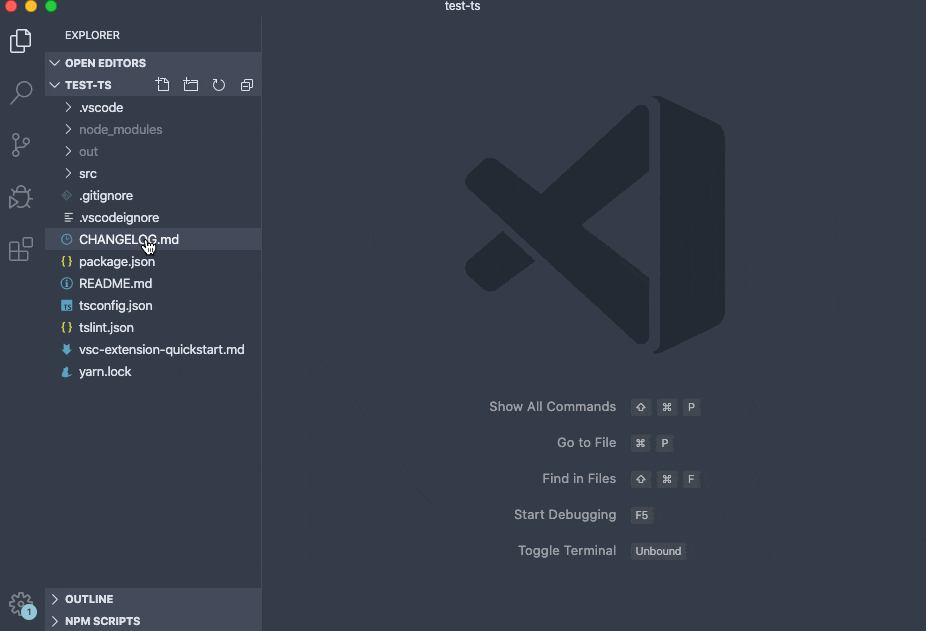 test-ts
EXPLORER
OPEN EDITORS
TEST-TS
.vscode
node_modules
out
src
.gitignore
.vscodeignore
CHANGELOG.md
{} package.json
README.md
TS tsconfig.json
{} tslint.json
vsc-extension-quickstart.md
yarn.lock
Show All Commands ⇧ ⌘ P
Go to File ⌘ P
Find in Files ⇧ ⌘ F
Start Debugging F5
Toggle Terminal Unbound
1
OUTLINE
NPM SCRIPTS